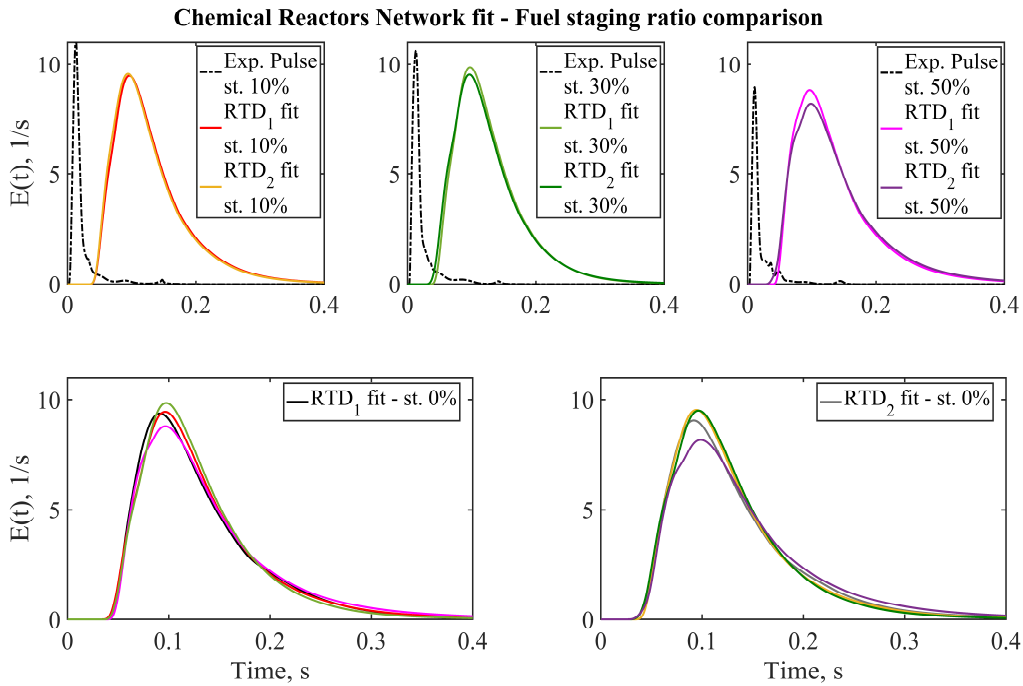 Chemical Reactors Network fit - Fuel staging ratio comparison
E(t), 1/s
10
5
0
0
0.2
0.4
Exp. Pulse
st. 10%
RTD1 fit
st. 10%
RTD2 fit
st. 10%
10
5
0
0
0.2
0.4
Exp. Pulse
st. 30%
RTD1 fit
st. 30%
RTD2 fit
st. 30%
10
5
0
0
0.2
0.4
Exp. Pulse
st. 50%
RTD1 fit
st. 50%
RTD2 fit
st. 50%
E(t), 1/s
10
5
0
0
0.1
0.2
0.3
0.4
Time, s
RTD1 fit - st. 0%
10
5
0
0
0.1
0.2
0.3
0.4
Time, s
RTD2 fit - st. 0%